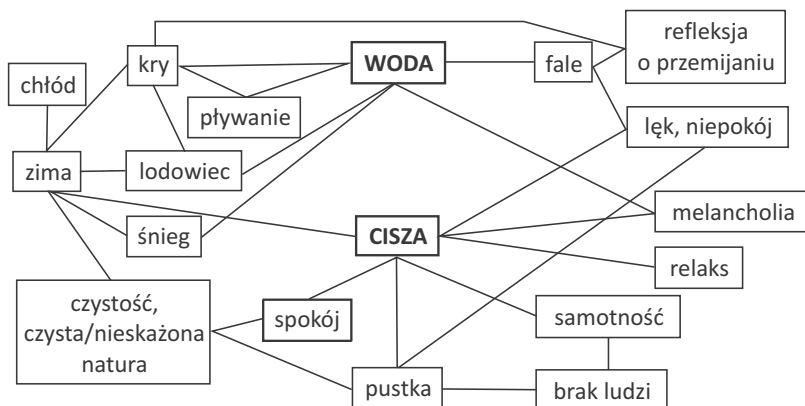 refleksja
o przemijaniu
kry
WODA
fale
chłód
pływanie
lęk, niepokój
zima
lodowiec
melancholia
śnieg
CISZA
relaks
czystość,
czysta/nieskażona
natura
spokój
samotność
pustka
brak ludzi